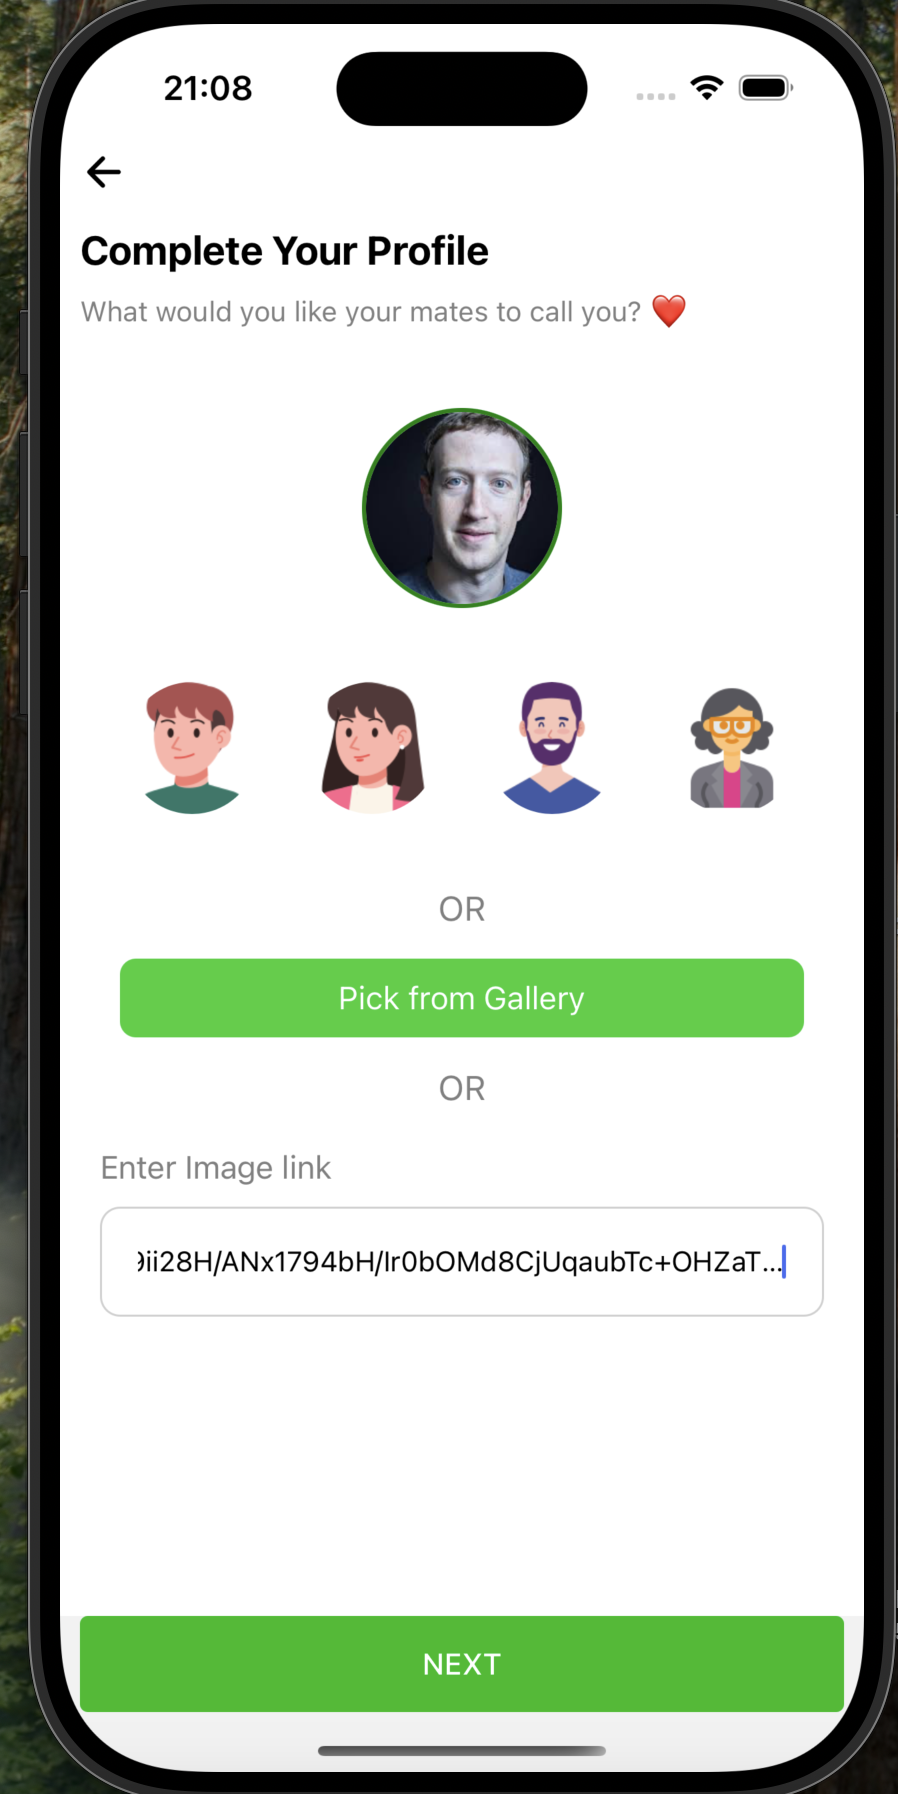 21:08
Complete Your Profile
What would you like your mates to call you? ❤️
OR
Pick from Gallery
OR
Enter Image link
9ii28H/ANx1794bH/Ir0bOMd8CjUqaubTc+OHZaT...
NEXT